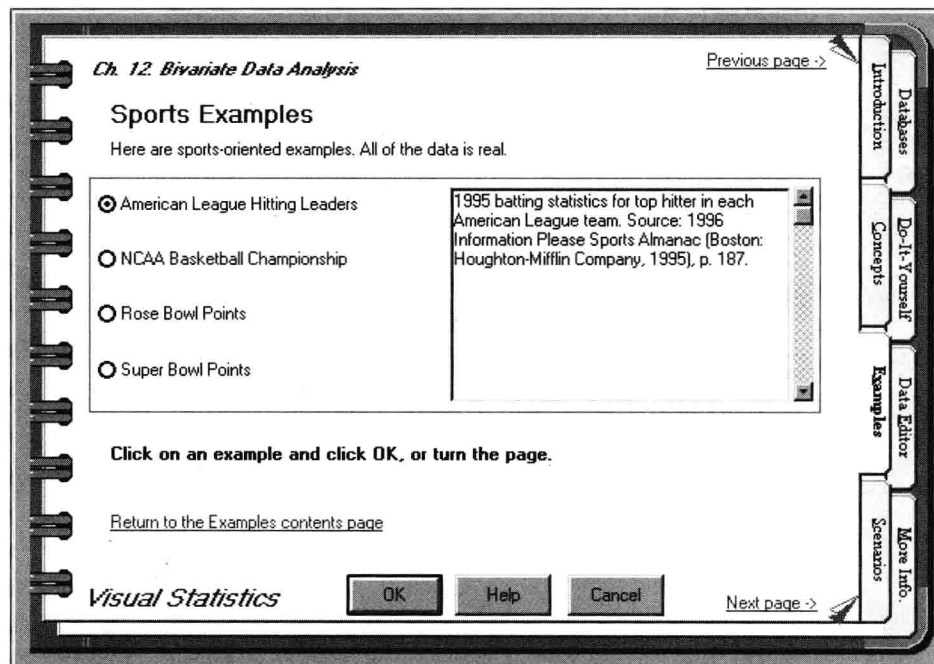 Ch. 12. Bivariate Data Analysis
Previous page ->
Sports Examples
Here are sports-oriented examples. All of the data is real.
American League Hitting Leaders
NCAA Basketball Championship
Rose Bowl Points
Super Bowl Points
1995 batting statistics for top hitter in each
American League team. Source: 1996
Information Please Sports Almanac (Boston:
Houghton-Mifflin Company, 1995), p. 187.
Click on an example and click OK, or turn the page.
Return to the Examples contents page
Visual Statistics
OK
Help
Cancel
Next page ->
Introduction
Concepts
Examples
Scenarios
Databases
Do-It-Yourself
Data Editor
More Info.